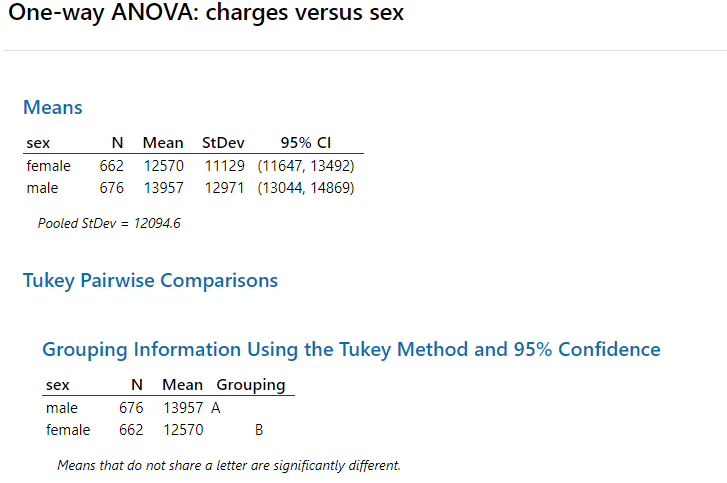 One-way ANOVA: charges versus sex
Means
sex N Mean StDev 95% CI
female 662 12570 11129 (11647, 13492)
male 676 13957 12971 (13044, 14869)
Pooled StDev = 12094.6
Tukey Pairwise Comparisons
Grouping Information Using the Tukey Method and 95% Confidence
sex N Mean Grouping
male 676 13957 A
female 662 12570 B
Means that do not share a letter are significantly different.